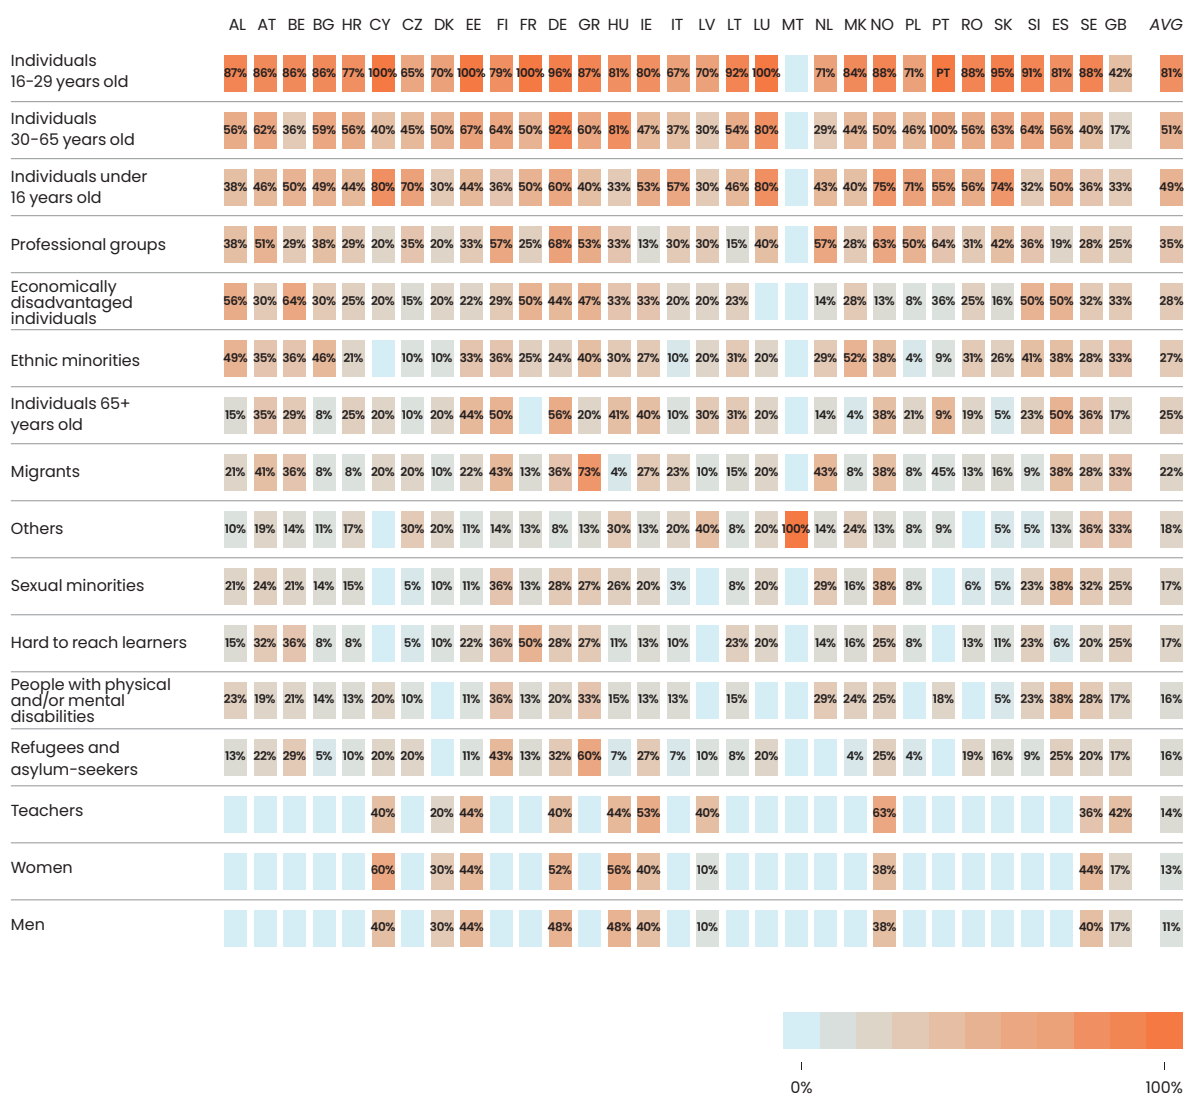 AL AT BE BG HR CY CZ DK EE FI FR DE GR HU IE IT LV LT LU MT NL MK NO PL PT RO SK SI ES SE GB AVG
Individuals
16-29 years old
87% 86% 86% 86% 77% 100% 65% 70% 100% 79% 100% 96% 87% 81% 80% 67% 70% 92% 100% 71% 84% 88% 71% PT 88% 95% 91% 81% 88% 42% 81%
Individuals
30-65 years old
56% 62% 36% 59% 56% 40% 45% 50% 67% 64% 50% 92% 60% 81% 47% 37% 30% 54% 80% 29% 44% 50% 46% 100% 56% 63% 64% 56% 40% 17% 51%
Individuals under
16 years old
38% 46% 50% 49% 44% 80% 70% 30% 44% 36% 50% 60% 40% 33% 53% 57% 30% 46% 80% 43% 40% 75% 71% 55% 56% 74% 32% 50% 36% 33% 49%
Professional groups
38% 51% 29% 38% 29% 20% 35% 20% 33% 57% 25% 68% 53% 33% 13% 30% 30% 15% 40% 57% 28% 63% 50% 64% 31% 42% 36% 19% 28% 25% 35%
Economically
disadvantaged
individuals
56% 30% 64% 30% 25% 20% 15% 20% 22% 29% 50% 44% 47% 33% 33% 20% 20% 23% 14% 28% 13% 8% 36% 25% 16% 50% 50% 32% 33% 28%
Ethnic minorities
49% 35% 36% 46% 21% 10% 10% 33% 36% 25% 24% 40% 30% 27% 10% 20% 31% 20% 29% 52% 38% 4% 9% 31% 26% 41% 38% 28% 33% 27%
Individuals 65+
years old
15% 35% 29% 8% 25% 20% 10% 20% 44% 50% 56% 20% 41% 40% 10% 30% 31% 20% 14% 4% 38% 21% 9% 19% 5% 23% 50% 36% 17% 25%
Migrants
21% 41% 36% 8% 8% 20% 20% 10% 22% 43% 13% 36% 73% 4% 27% 23% 10% 15% 20% 43% 8% 38% 8% 45% 13% 16% 9% 38% 28% 33% 22%
Others
10% 19% 14% 11% 17% 30% 20% 11% 14% 13% 8% 13% 30% 13% 20% 40% 8% 20% 100% 14% 24% 13% 8% 9% 5% 5% 13% 36% 33% 18%
Sexual minorities
21% 24% 21% 14% 15% 5% 10% 11% 36% 13% 28% 27% 26% 20% 3% 8% 20% 29% 16% 38% 8% 6% 5% 23% 38% 32% 25% 17%
Hard to reach learners
15% 32% 36% 8% 8% 5% 10% 22% 36% 50% 28% 27% 11% 13% 10% 23% 20% 14% 16% 25% 8% 13% 11% 23% 6% 20% 25% 17%
People with physical
and/or mental
disabilities
23% 19% 21% 14% 13% 20% 10% 11% 36% 13% 20% 33% 15% 13% 13% 15% 29% 24% 25% 18% 5% 23% 38% 28% 17% 16%
Refugees and
asylum-seekers
13% 22% 29% 5% 10% 20% 20% 11% 43% 13% 32% 60% 7% 27% 7% 10% 8% 20% 4% 25% 4% 19% 16% 9% 25% 20% 17% 16%
Teachers
40% 20% 44% 40% 44% 53% 40% 63% 36% 42% 14%
Women
60% 30% 44% 52% 56% 40% 10% 38% 44% 17% 13%
Men
40% 30% 44% 48% 48% 40% 10% 38% 40% 17% 11%
0% 100%